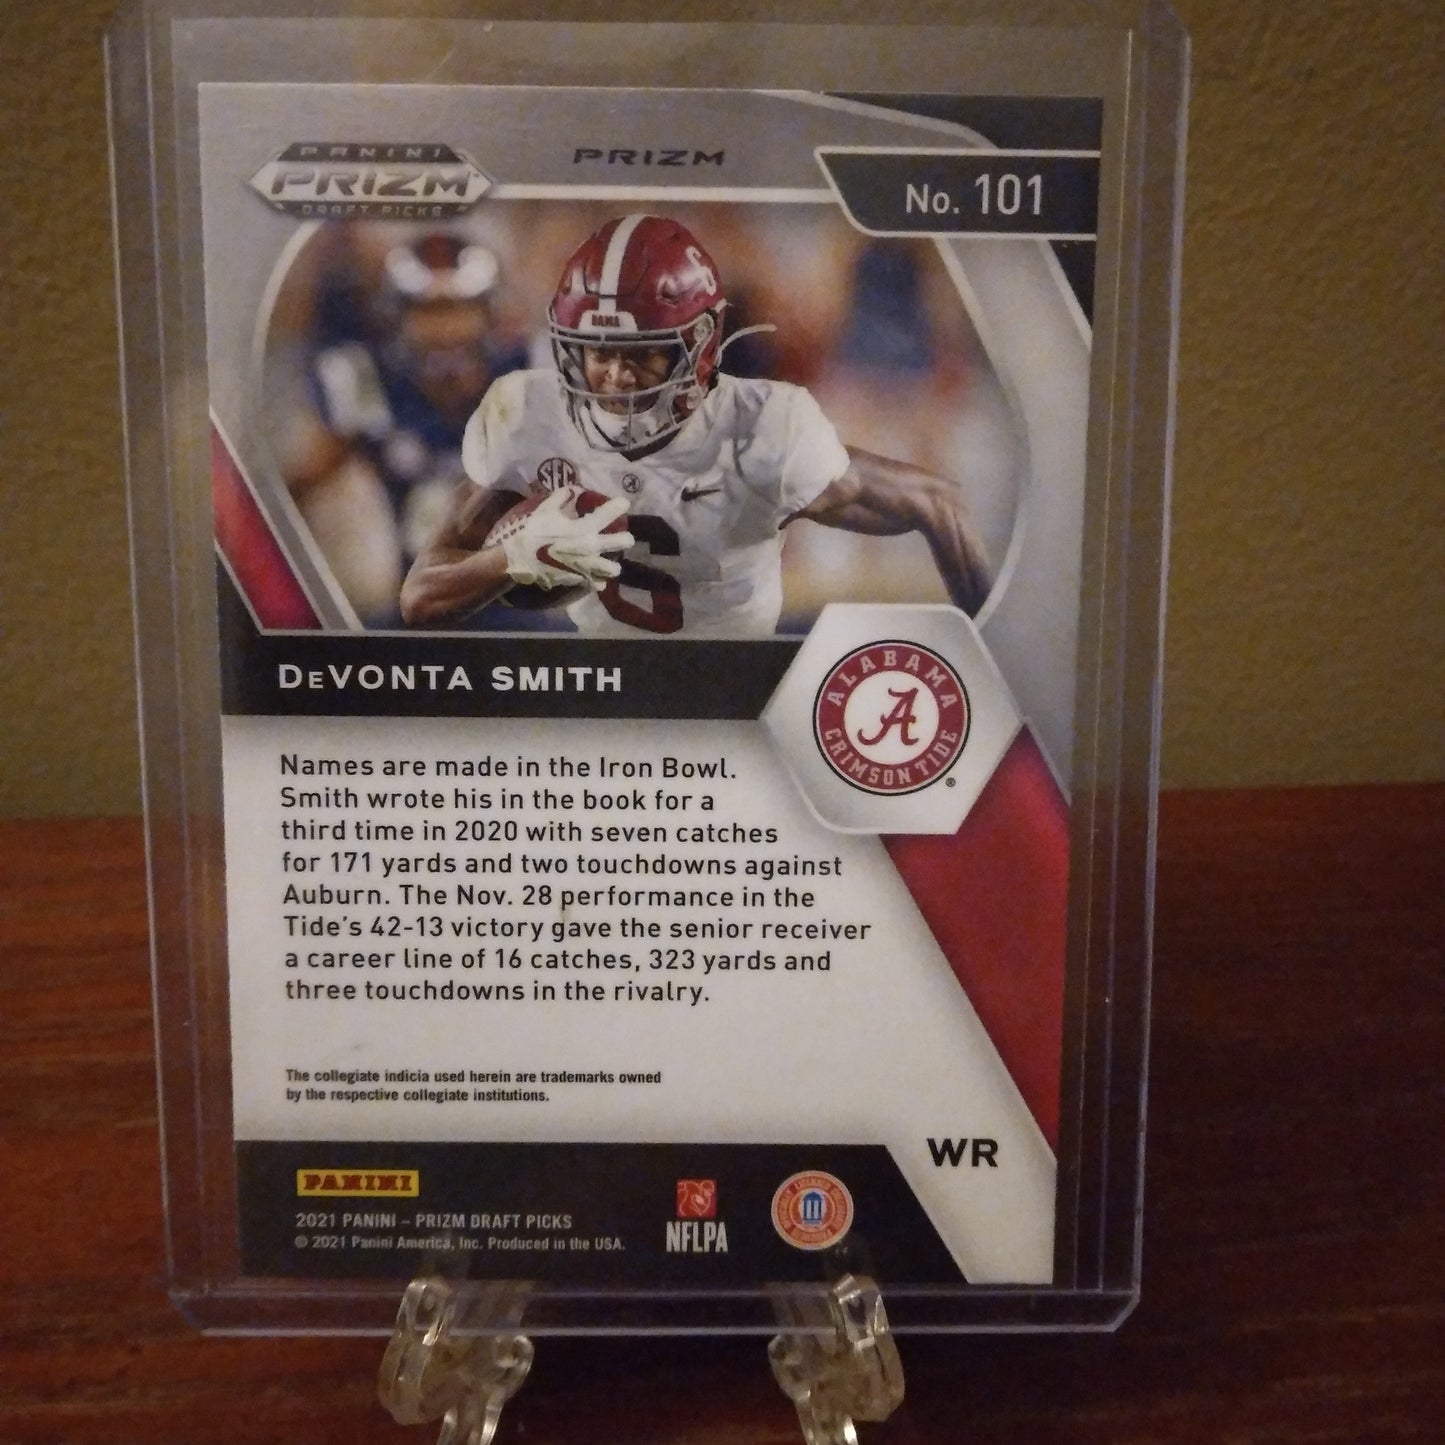 PANINI
PRIZM
DRAFT PICKS
PRIZM
No. 101
6
BAMA
SEC
A
6
DeVONTA SMITH
ALABAMA
A
CRIMSON TIDE
®
Names are made in the Iron Bowl.
Smith wrote his in the book for a
third time in 2020 with seven catches
for 171 yards and two touchdowns against
Auburn. The Nov. 28 performance in the
Tide's 42-13 victory gave the senior receiver
a career line of 16 catches, 323 yards and
three touchdowns in the rivalry.
The collegiate indicia used herein are trademarks owned
by the respective collegiate institutions.
WR
PANINI
2021 PANINI – PRIZM DRAFT PICKS
© 2021 Panini America, Inc. Produced in the USA.
NFLPA